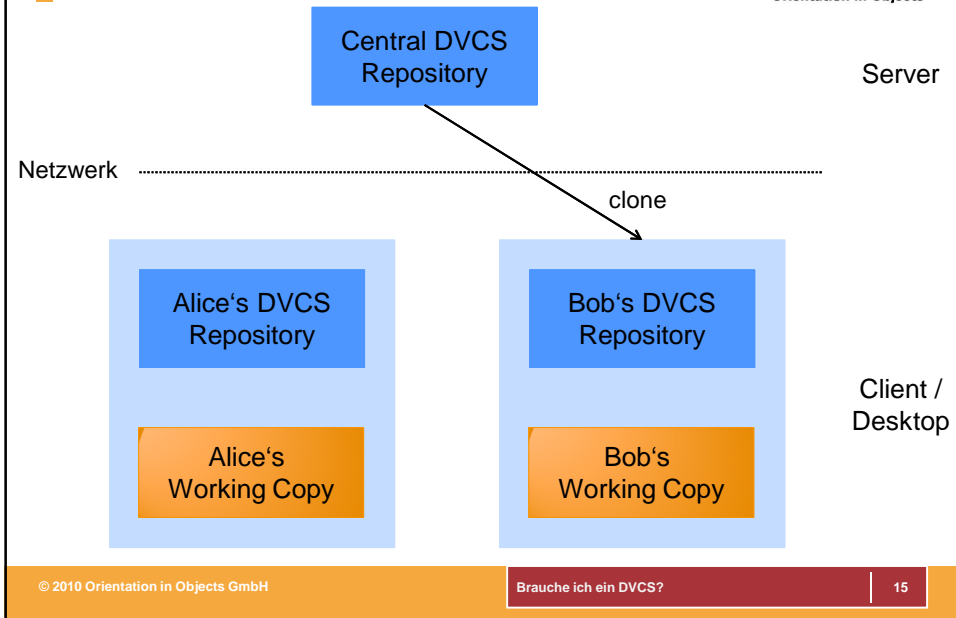 Central DVCS
Repository
Server
Netzwerk
clone
Alice‘s DVCS
Repository
Bob‘s DVCS
Repository
Client /
Desktop
Alice‘s
Working Copy
Bob‘s
Working Copy
© 2010 Orientation in Objects GmbH
Brauche ich ein DVCS?
15